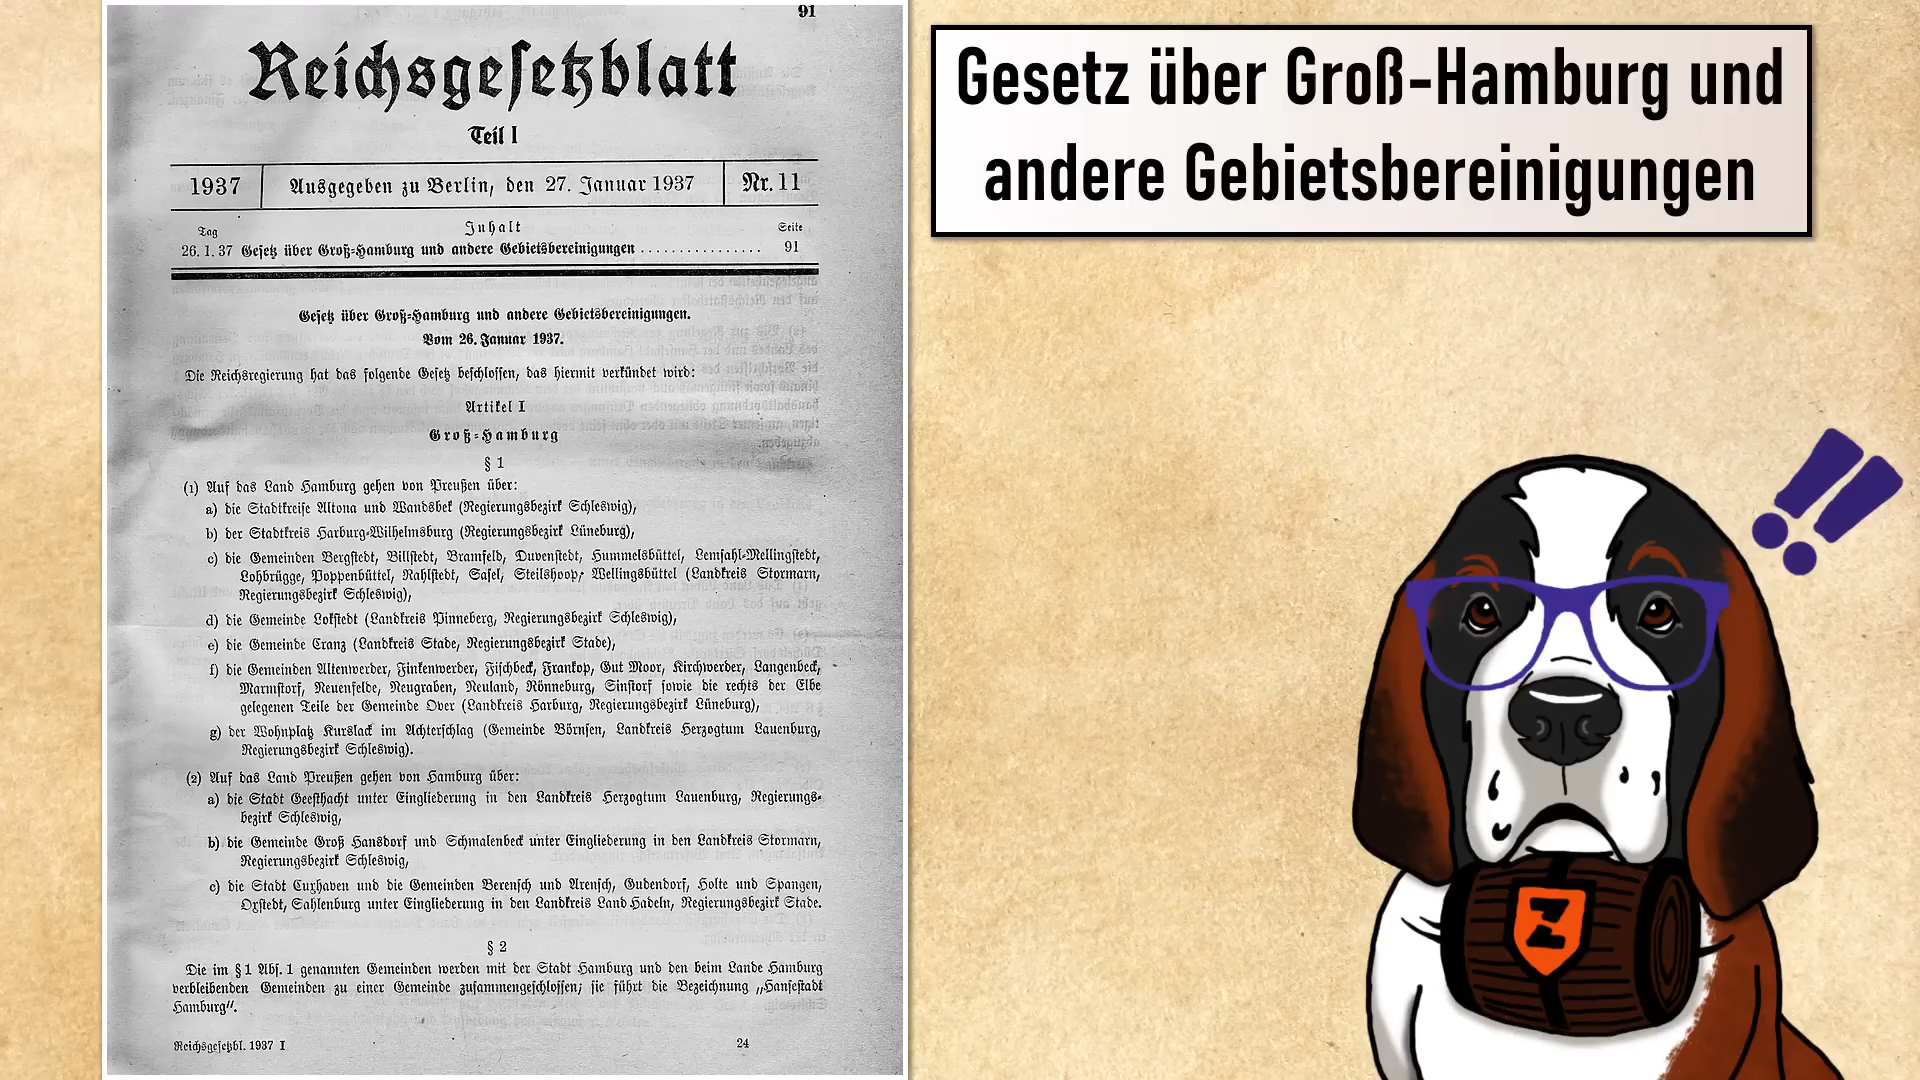 91
Reichsgesetzblatt
Teil I
1937 Ausgegeben zu Berlin, den 27. Januar 1937 Nr. 11
Tag Inhalt Seite
26. 1. 37 Gesetz über Groß-Hamburg und andere Gebietsbereinigungen ................ 91
Gesetz über Groß-Hamburg und andere Gebietsbereinigungen.
Vom 26. Januar 1937.
Die Reichsregierung hat das folgende Gesetz beschlossen, das hiermit verkündet wird:
Artikel I
Groß-Hamburg
§ 1
(1) Auf das Land Hamburg gehen von Preußen über:
a) die Stadtkreise Altona und Wandsbek (Regierungsbezirk Schleswig),
b) der Stadtkreis Harburg-Wilhelmsburg (Regierungsbezirk Lüneburg),
c) die Gemeinden Bergstedt, Billstedt, Bramfeld, Duvenstedt, Hummelsbüttel, Lemsahl-Mellingstedt,
Lohbrügge, Poppenbüttel, Rahlstedt, Sasel, Steilshoop, Wellingsbüttel (Landkreis Stormarn,
Regierungsbezirk Schleswig),
d) die Gemeinde Lokstedt (Landkreis Pinneberg, Regierungsbezirk Schleswig),
e) die Gemeinde Cranz (Landkreis Stade, Regierungsbezirk Stade),
f) die Gemeinden Altenwerder, Finkenwerder, Fischbeck, Frankop, Gut Moor, Kirchwerder, Langenbeck,
Marmstorf, Neuenfelde, Neugraben, Neuland, Rönneburg, Sinstorf sowie die rechts der Elbe
gelegenen Teile der Gemeinde Over (Landkreis Harburg, Regierungsbezirk Lüneburg),
g) der Wohnplatz Kurslack im Achterschlag (Gemeinde Börnsen, Landkreis Herzogtum Lauenburg,
Regierungsbezirk Schleswig).
(2) Auf das Land Preußen gehen von Hamburg über:
a) die Stadt Geesthacht unter Eingliederung in den Landkreis Herzogtum Lauenburg, Regierungs-
bezirk Schleswig,
b) die Gemeinde Groß Hansdorf und Schmalenbeck unter Eingliederung in den Landkreis Stormarn,
Regierungsbezirk Schleswig,
c) die Stadt Cuxhaven und die Gemeinden Berensch und Arensch, Gudendorf, Holte und Spangen,
Oxstedt, Sahlenburg unter Eingliederung in den Landkreis Land Hadeln, Regierungsbezirk Stade.
§ 2
Die im § 1 Abs. 1 genannten Gemeinden werden mit der Stadt Hamburg und den beim Lande Hamburg
verbleibenden Gemeinden zu einer Gemeinde zusammengeschlossen; sie führt die Bezeichnung „Hansestadt
Hamburg“.
Reichsgesetzbl. 1937 I 24
Gesetz über Groß-Hamburg und
andere Gebietsbereinigungen
!!
Z